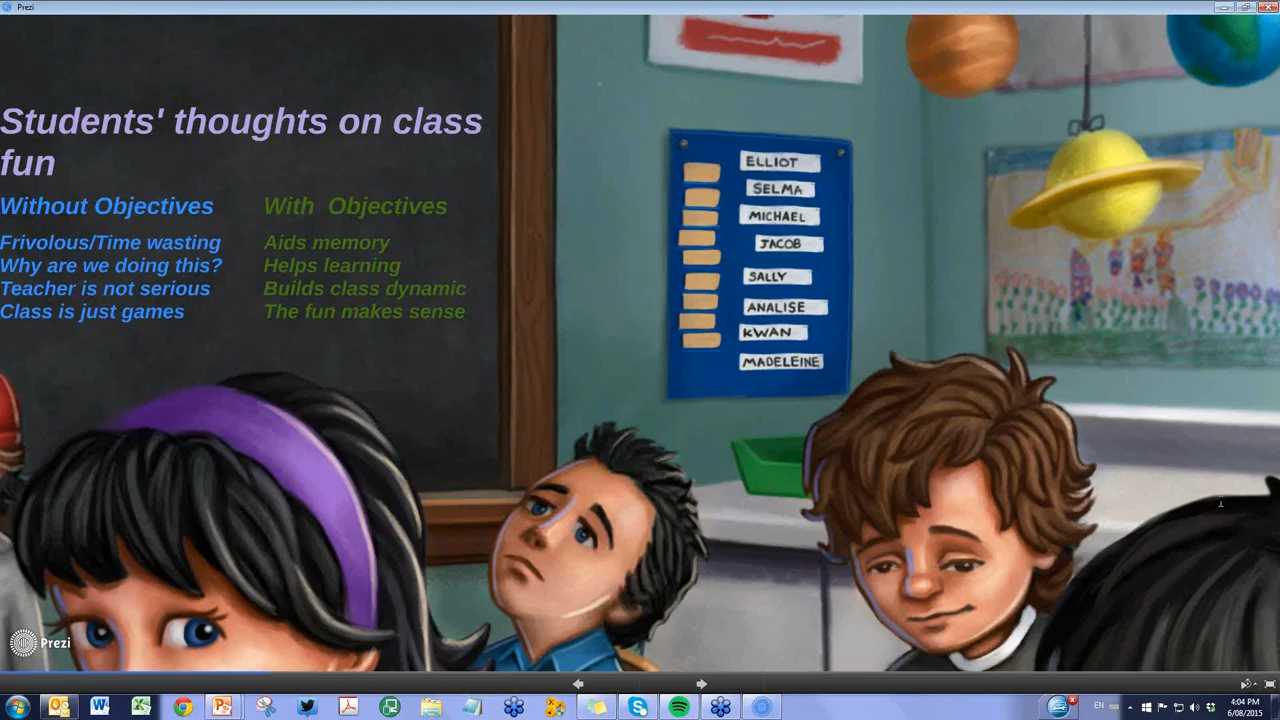 Prezi
Students' thoughts on class
fun
Without Objectives
With Objectives
Frivolous/Time wasting
Why are we doing this?
Teacher is not serious
Class is just games
Aids memory
Helps learning
Builds class dynamic
The fun makes sense
ELLIOT
SELMA
MICHAEL
JACOB
SALLY
ANALISE
KWAN
MADELEINE
Prezi
EN
4:04 PM
6/08/2015